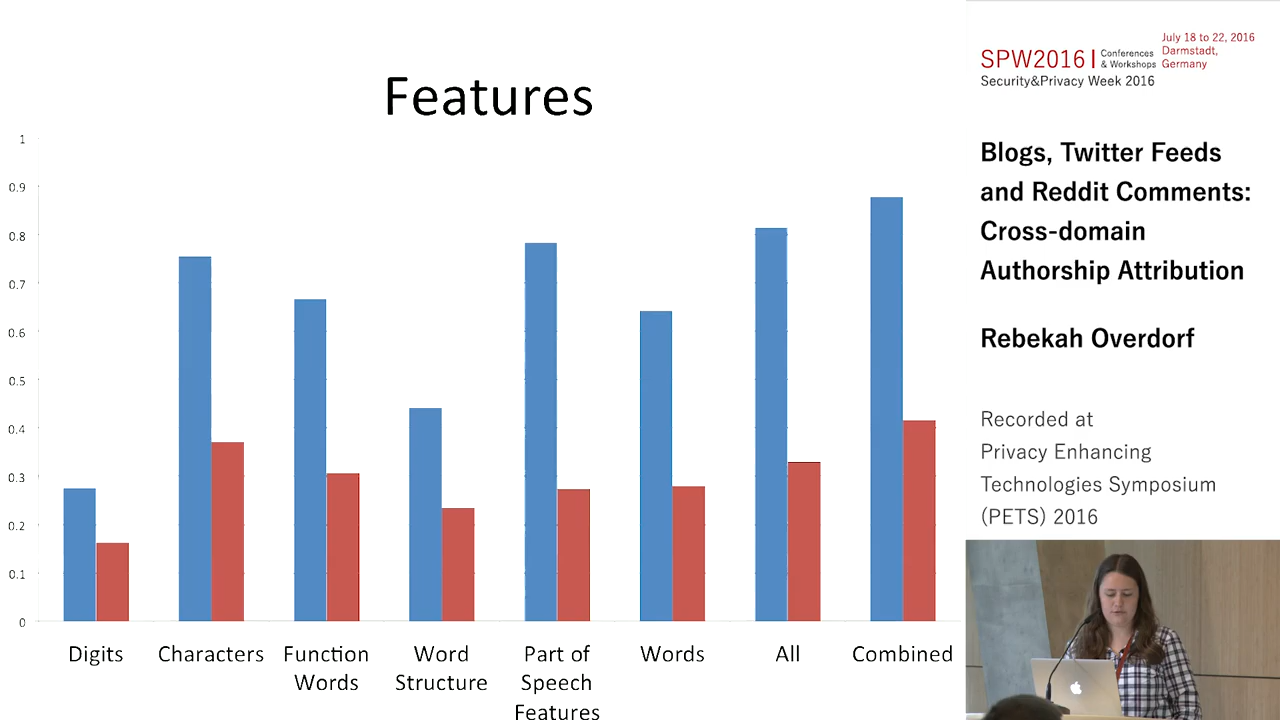 Features
1
0.9
0.8
0.7
0.6
0.5
0.4
0.3
0.2
0.1
0
Digits
Characters
Function
Words
Word
Structure
Part of
Speech
Features
Words
All
Combined
SPW2016 | Conferences
& Workshops
July 18 to 22, 2016
Darmstadt,
Germany
Security&Privacy Week 2016
Blogs, Twitter Feeds
and Reddit Comments:
Cross-domain
Authorship Attribution
Rebekah Overdorf
Recorded at
Privacy Enhancing
Technologies Symposium
(PETS) 2016